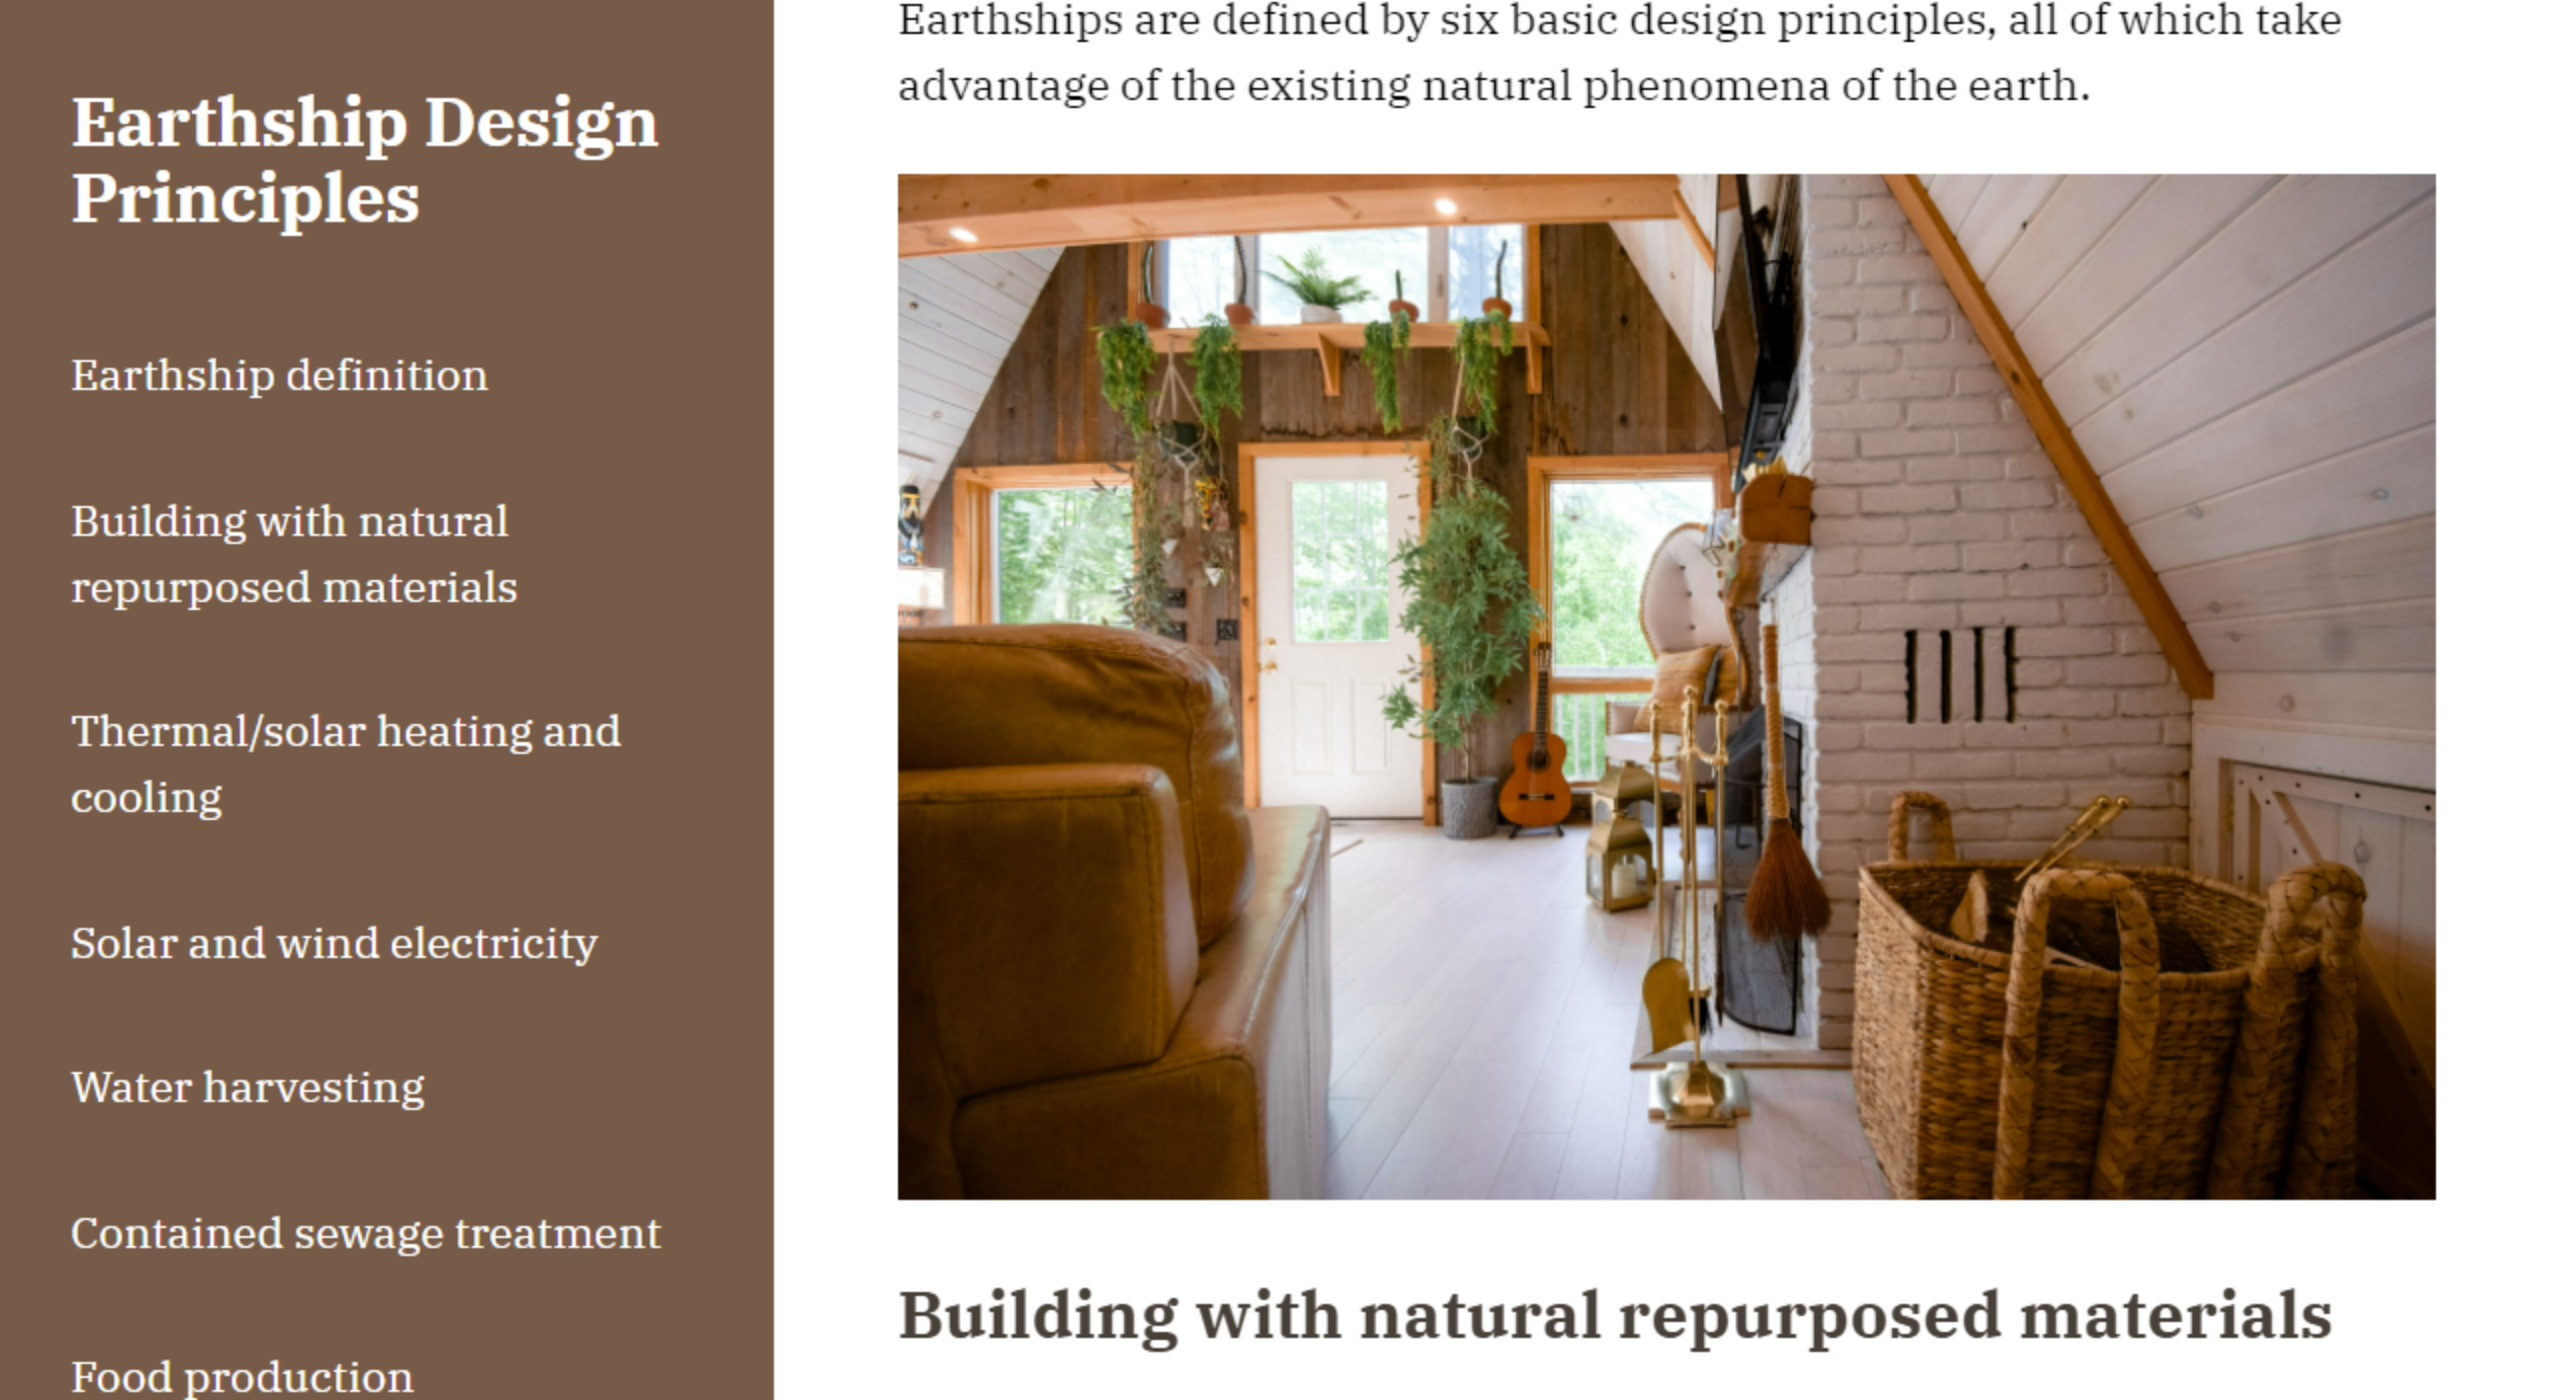 Earthship Design
Principles
Earthship definition
Building with natural
repurposed materials
Thermal/solar heating and
cooling
Solar and wind electricity
Water harvesting
Contained sewage treatment
Food production
Earthships are defined by six basic design principles, all of which take
advantage of the existing natural phenomena of the earth.
Building with natural repurposed materials